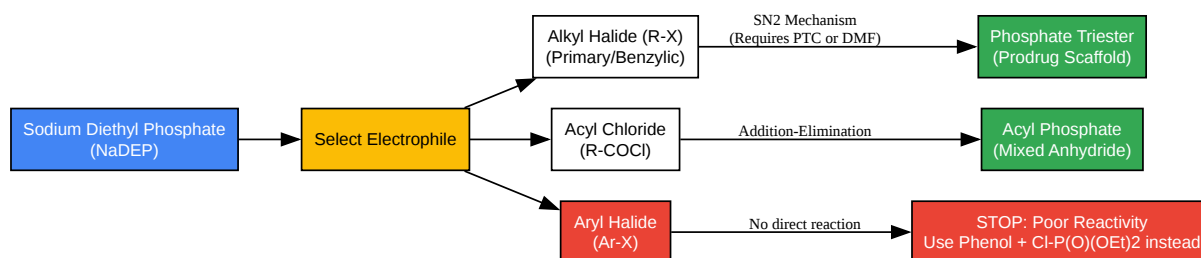 Sodium Diethyl Phosphate
(NaDEP)
Select Electrophile
Alkyl Halide (R-X)
(Primary/Benzylic)
SN2 Mechanism
(Requires PTC or DMF)
Phosphate Triester
(Prodrug Scaffold)
Acyl Chloride
(R-COCl)
Addition-Elimination
Acyl Phosphate
(Mixed Anhydride)
Aryl Halide
(Ar-X)
No direct reaction
STOP: Poor Reactivity
Use Phenol + Cl-P(O)(OEt)2 instead